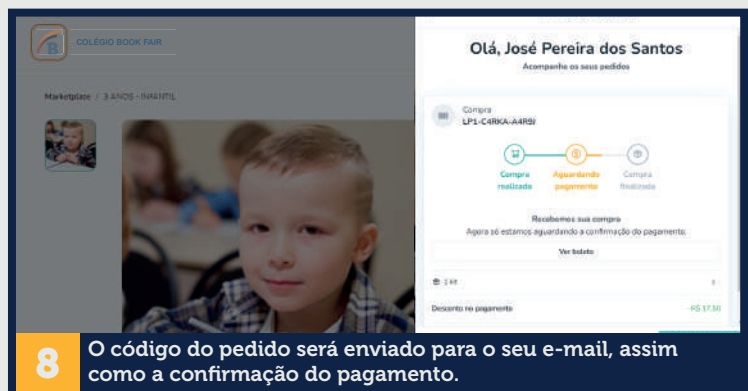 COLÉGIO BOOK FAIR
Olá, José Pereira dos Santos
Acompanhe os seus pedidos
Marketplace / 3 ANOS - INFANTIL
Compra
LP1-C4RKA-A4R9J
Compra realizada
Aguardando pagamento
Compra finalizada
Recebemos sua compra
Agora só estamos aguardando a confirmação do pagamento.
Ver boleto
1 kit
Desconto no pagamento -R$ 17,50
8
O código do pedido será enviado para o seu e-mail, assim
como a confirmação do pagamento.